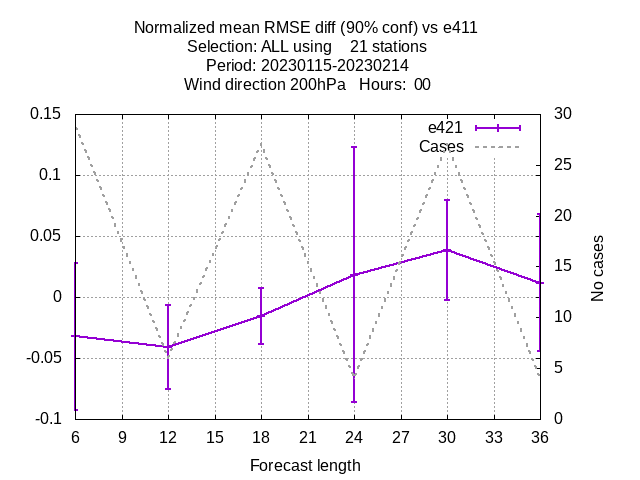 Normalized mean RMSE diff (90% conf) vs e411
Selection: ALL using    21 stations
Period: 20230115-20230214
Wind direction 200hPa   Hours:  00
0.15
0.1
0.05
0
-0.05
-0.1
30
25
20
15
10
5
0
e421
Cases
No cases
6 9 12 15 18 21 24 27 30 33 36
Forecast length